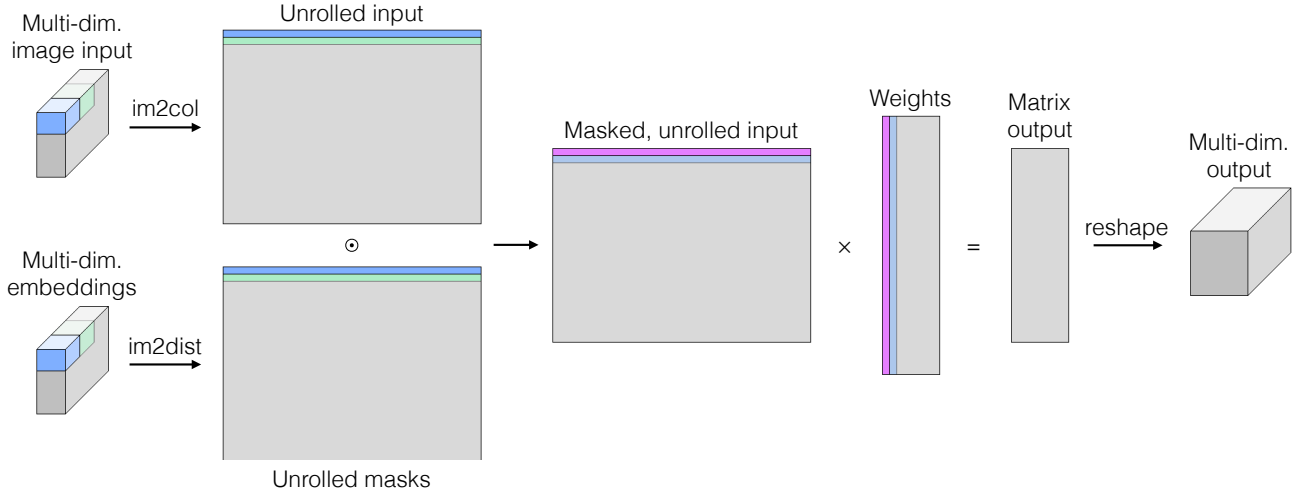 Multi-dim.
image input
im2col
Unrolled input
⊙
Multi-dim.
embeddings
im2dist
Unrolled masks
Masked, unrolled input
×
Weights
=
Matrix
output
reshape
Multi-dim.
output